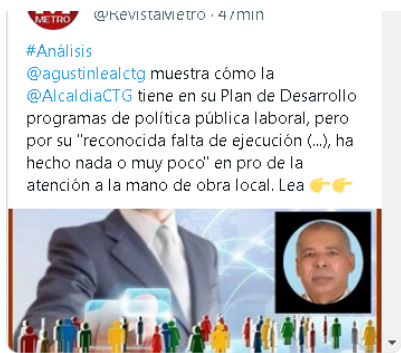 METRO
@RevistaMetro · 47min
#Análisis
@agustinlealctg muestra cómo la
@AlcaldiaCTG tiene en su Plan de Desarrollo
programas de política pública laboral, pero
por su "reconocida falta de ejecución (...), ha
hecho nada o muy poco" en pro de la
atención a la mano de obra local. Lea 👉👉